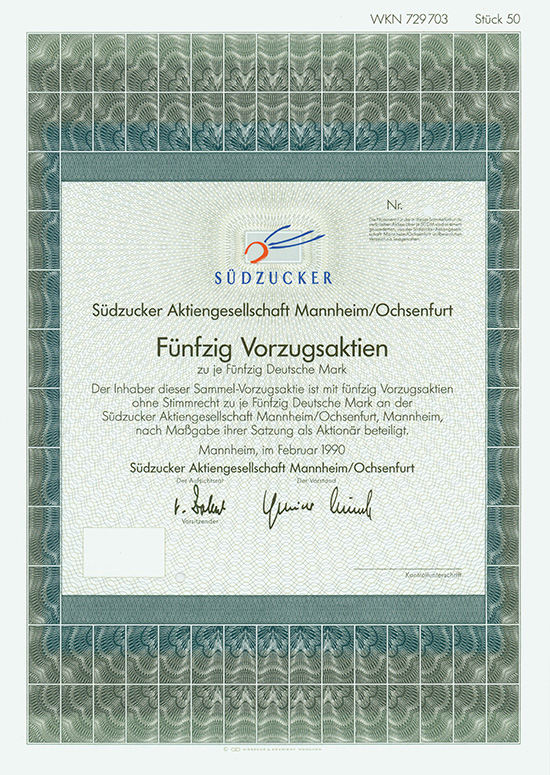 WKN 729703 Stück 50
Nr.
SÜDZUCKER
Südzucker Aktiengesellschaft Mannheim/Ochsenfurt
Fünfzig Vorzugsaktien
zu je Fünfzig Deutsche Mark
Der Inhaber dieser Sammel-Vorzugsaktie ist mit fünfzig Vorzugsaktien
ohne Stimmrecht zu je Fünfzig Deutsche Mark an der
Südzucker Aktiengesellschaft Mannheim/Ochsenfurt, Mannheim,
nach Maßgabe ihrer Satzung als Aktionär beteiligt.
Mannheim, im Februar 1990
Südzucker Aktiengesellschaft Mannheim/Ochsenfurt
Der Aufsichtsrat Der Vorstand
Vorsitzender
Kontrollunterschrift